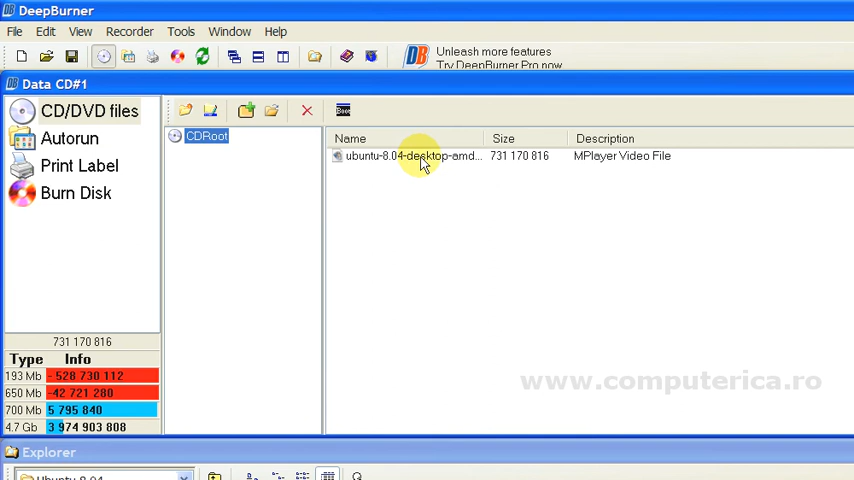 DeepBurner
File Edit View Recorder Tools Window Help
Unleash more features
Try DeepBurner Pro now
Data CD#1
CD/DVD files
Autorun
Print Label
Burn Disk
CDRoot
Name Size Description
ubuntu-8.04-desktop-amd... 731 170 816 MPlayer Video File
731 170 816
Type Info
193 Mb - 528 730 112
650 Mb -42 721 280
700 Mb 5 795 840
4.7 Gb 3 974 903 808
www.computerica.ro
Explorer
Ubuntu-8.04